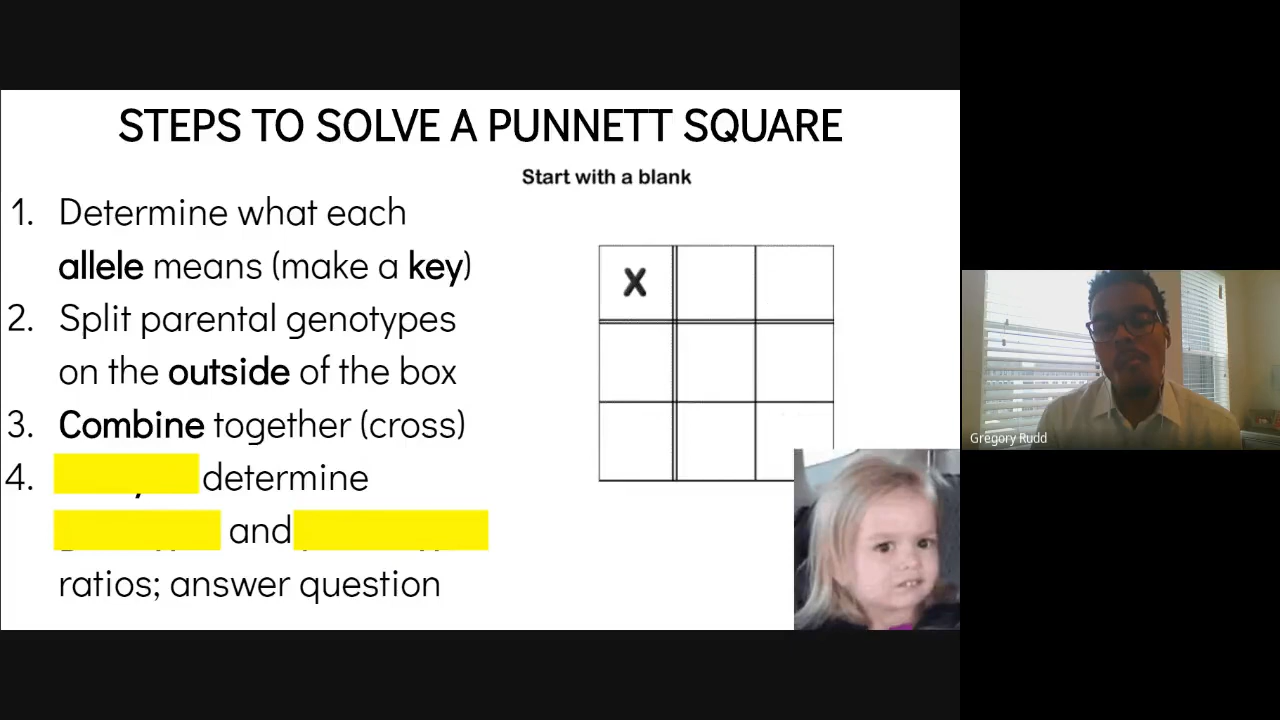 STEPS TO SOLVE A PUNNETT SQUARE
Start with a blank
1. Determine what each
allele means (make a key)
2. Split parental genotypes
on the outside of the box
3. Combine together (cross)
4. determine
and
ratios; answer question
X
Gregory Rudd